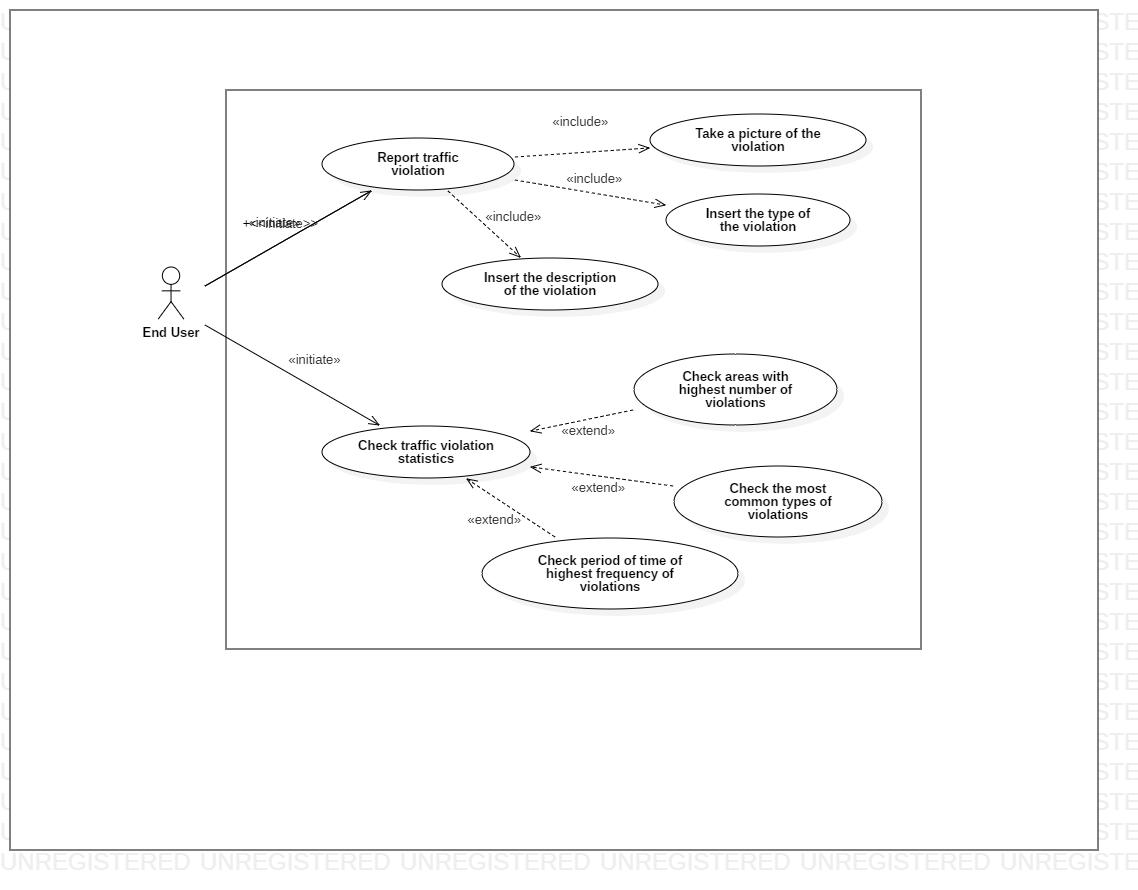 «include»
Take a picture of the
violation
Report traffic
violation
«include»
Insert the type of
the violation
«include»
«initiate»
Insert the description
of the violation
End User
«initiate»
Check areas with
highest number of
violations
«extend»
Check traffic violation
statistics
«extend»
Check the most
common types of
violations
«extend»
Check period of time of
highest frequency of
violations
UNREGISTERED UNREGISTERED UNREGISTERED UNREGISTERED UNREGISTERED UNREGISTE